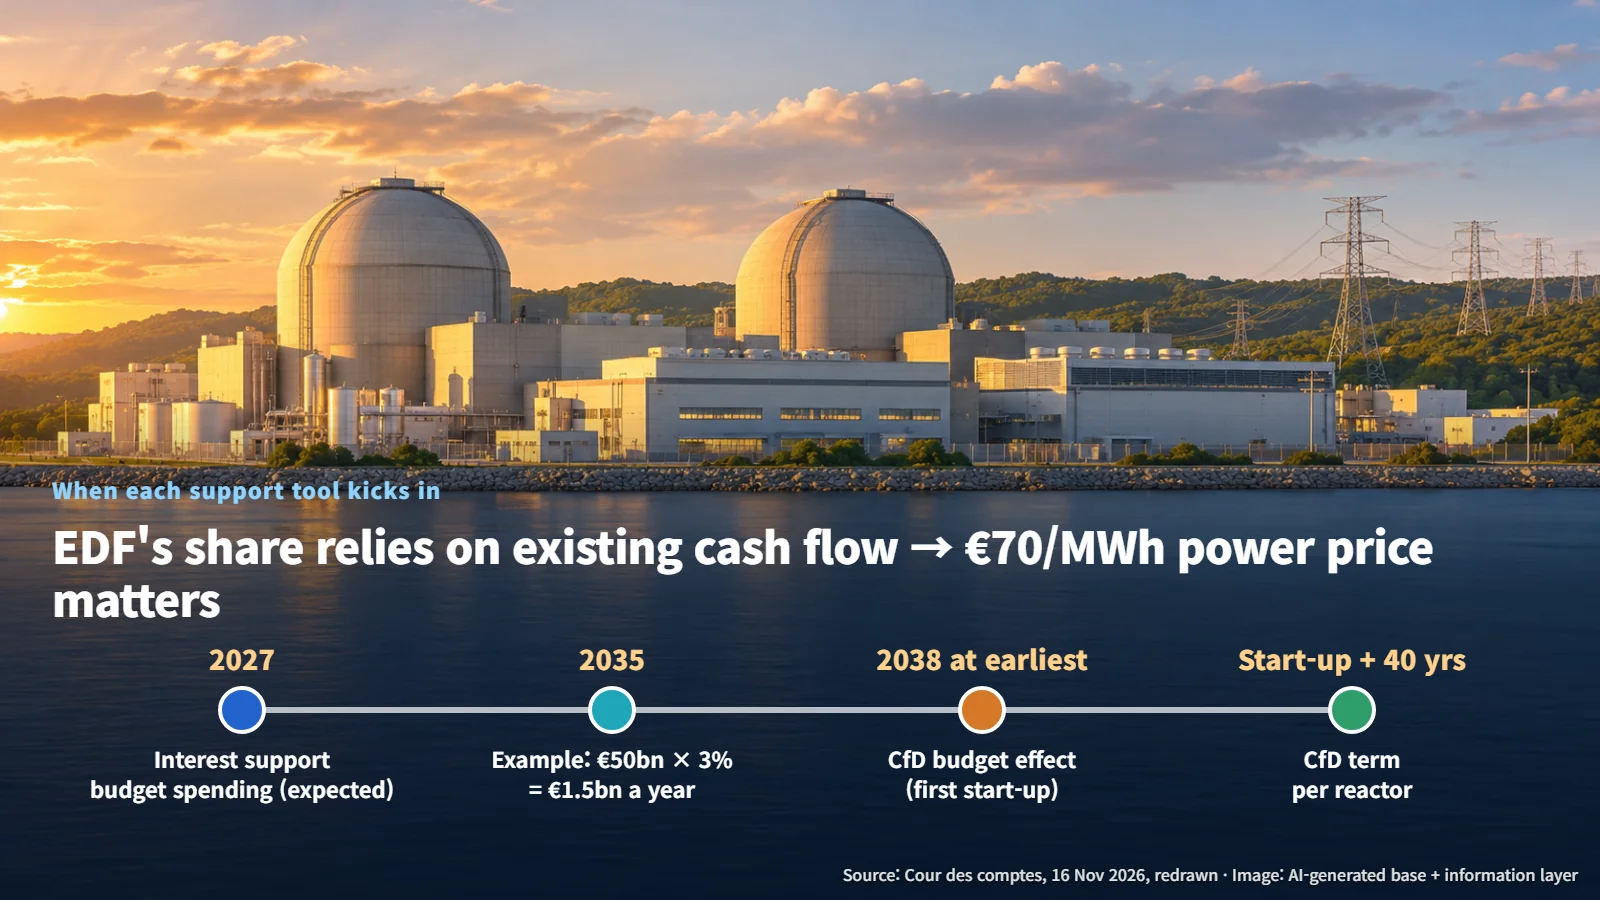 When each support tool kicks in
EDF's share relies on existing cash flow → €70/MWh power price
matters
2027
2035
2038 at earliest
Start-up + 40 yrs
Interest support
budget spending (expected)
Example: €50bn × 3%
= €1.5bn a year
CfD budget effect
(first start-up)
CfD term
per reactor
Source: Cour des comptes, 16 Nov 2026, redrawn · Image: AI-generated base + information layer